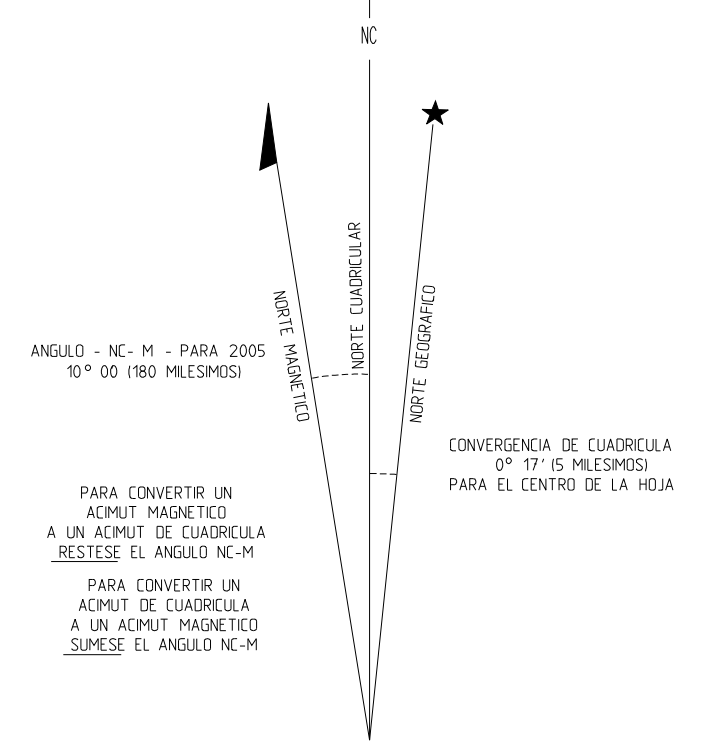 NC
NORTE MAGNETICO
NORTE CUADRICULAR
NORTE GEOGRAFICO
ANGULO - NC- M - PARA 2005
10° 00 (180 MILESIMOS)
CONVERGENCIA DE CUADRICULA
0° 17' (5 MILESIMOS)
PARA EL CENTRO DE LA HOJA
PARA CONVERTIR UN
ACIMUT MAGNETICO
A UN ACIMUT DE CUADRICULA
RESTESE EL ANGULO NC-M
PARA CONVERTIR UN
ACIMUT DE CUADRICULA
A UN ACIMUT MAGNETICO
SUMESE EL ANGULO NC-M